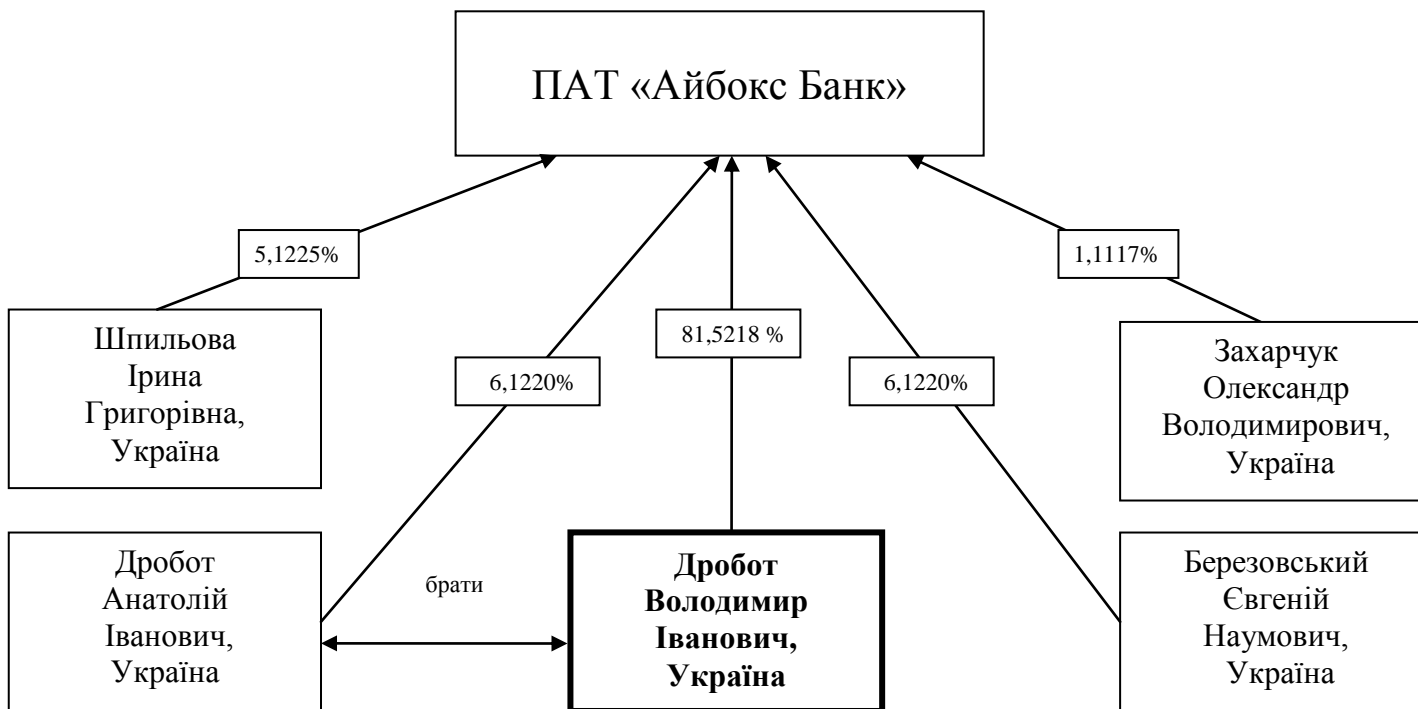 ПАТ «Айбокс Банк»
5,1225%
1,1117%
81,5218 %
6,1220%
6,1220%
Шпильова
Ірина
Григорівна,
Україна
Захарчук
Олександр
Володимирович,
Україна
Дробот
Анатолій
Іванович,
Україна
брати
Дробот
Володимир
Іванович,
Україна
Березовський
Євгеній
Наумович,
Україна